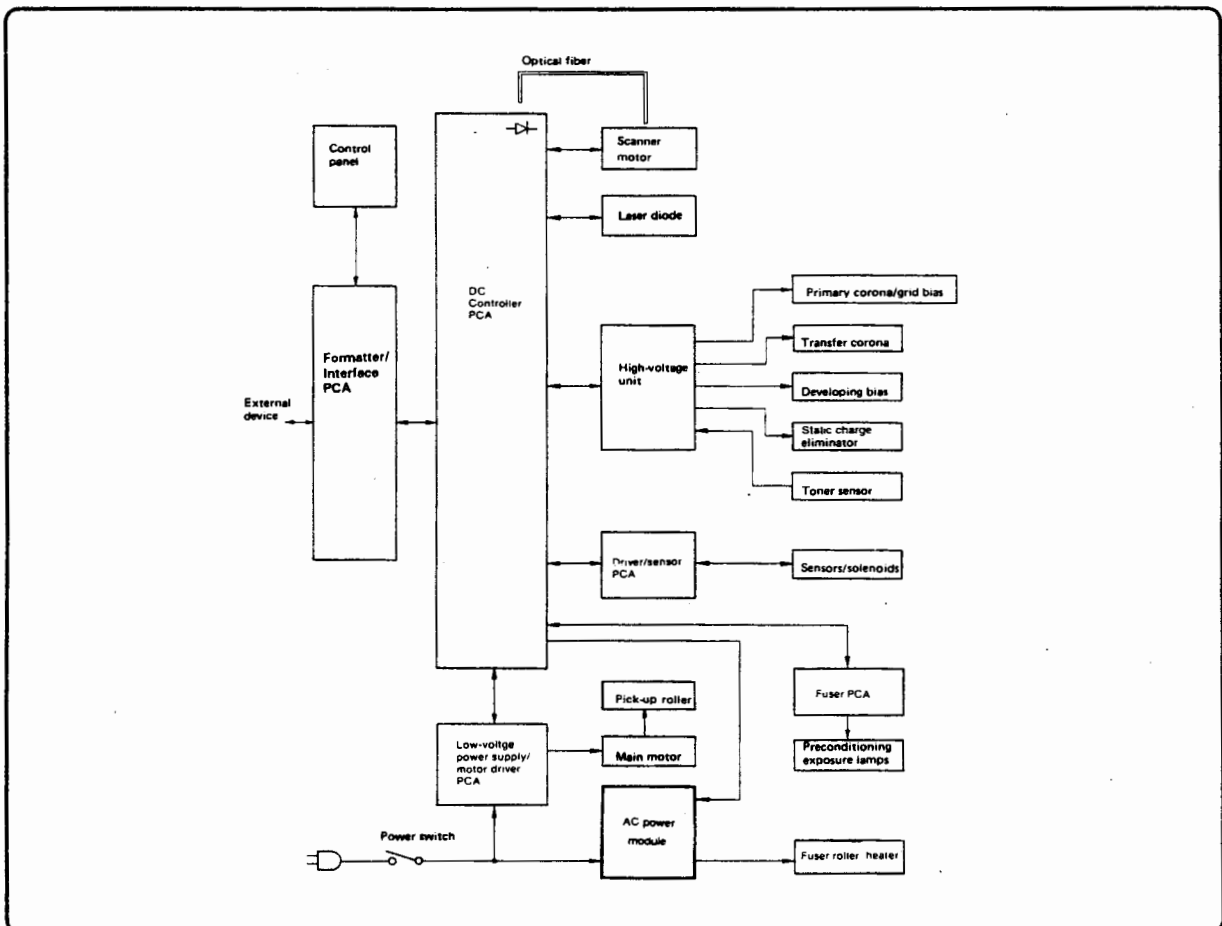 Optical fiber
Control
panel
Scanner
motor
Laser diode
DC
Controller
PCA
Primary corona/grid bias
Transfer corona
High-voltage
unit
Developing bias
Static charge
eliminator
Toner sensor
Formatter/
Interface
PCA
External
device
Driver/sensor
PCA
Sensors/solenoids
Fuser PCA
Pick-up roller
Low-voltge
power supply/
motor driver
PCA
Main motor
Preconditioning
exposure lamps
AC power
module
Power switch
Fuser roller heater